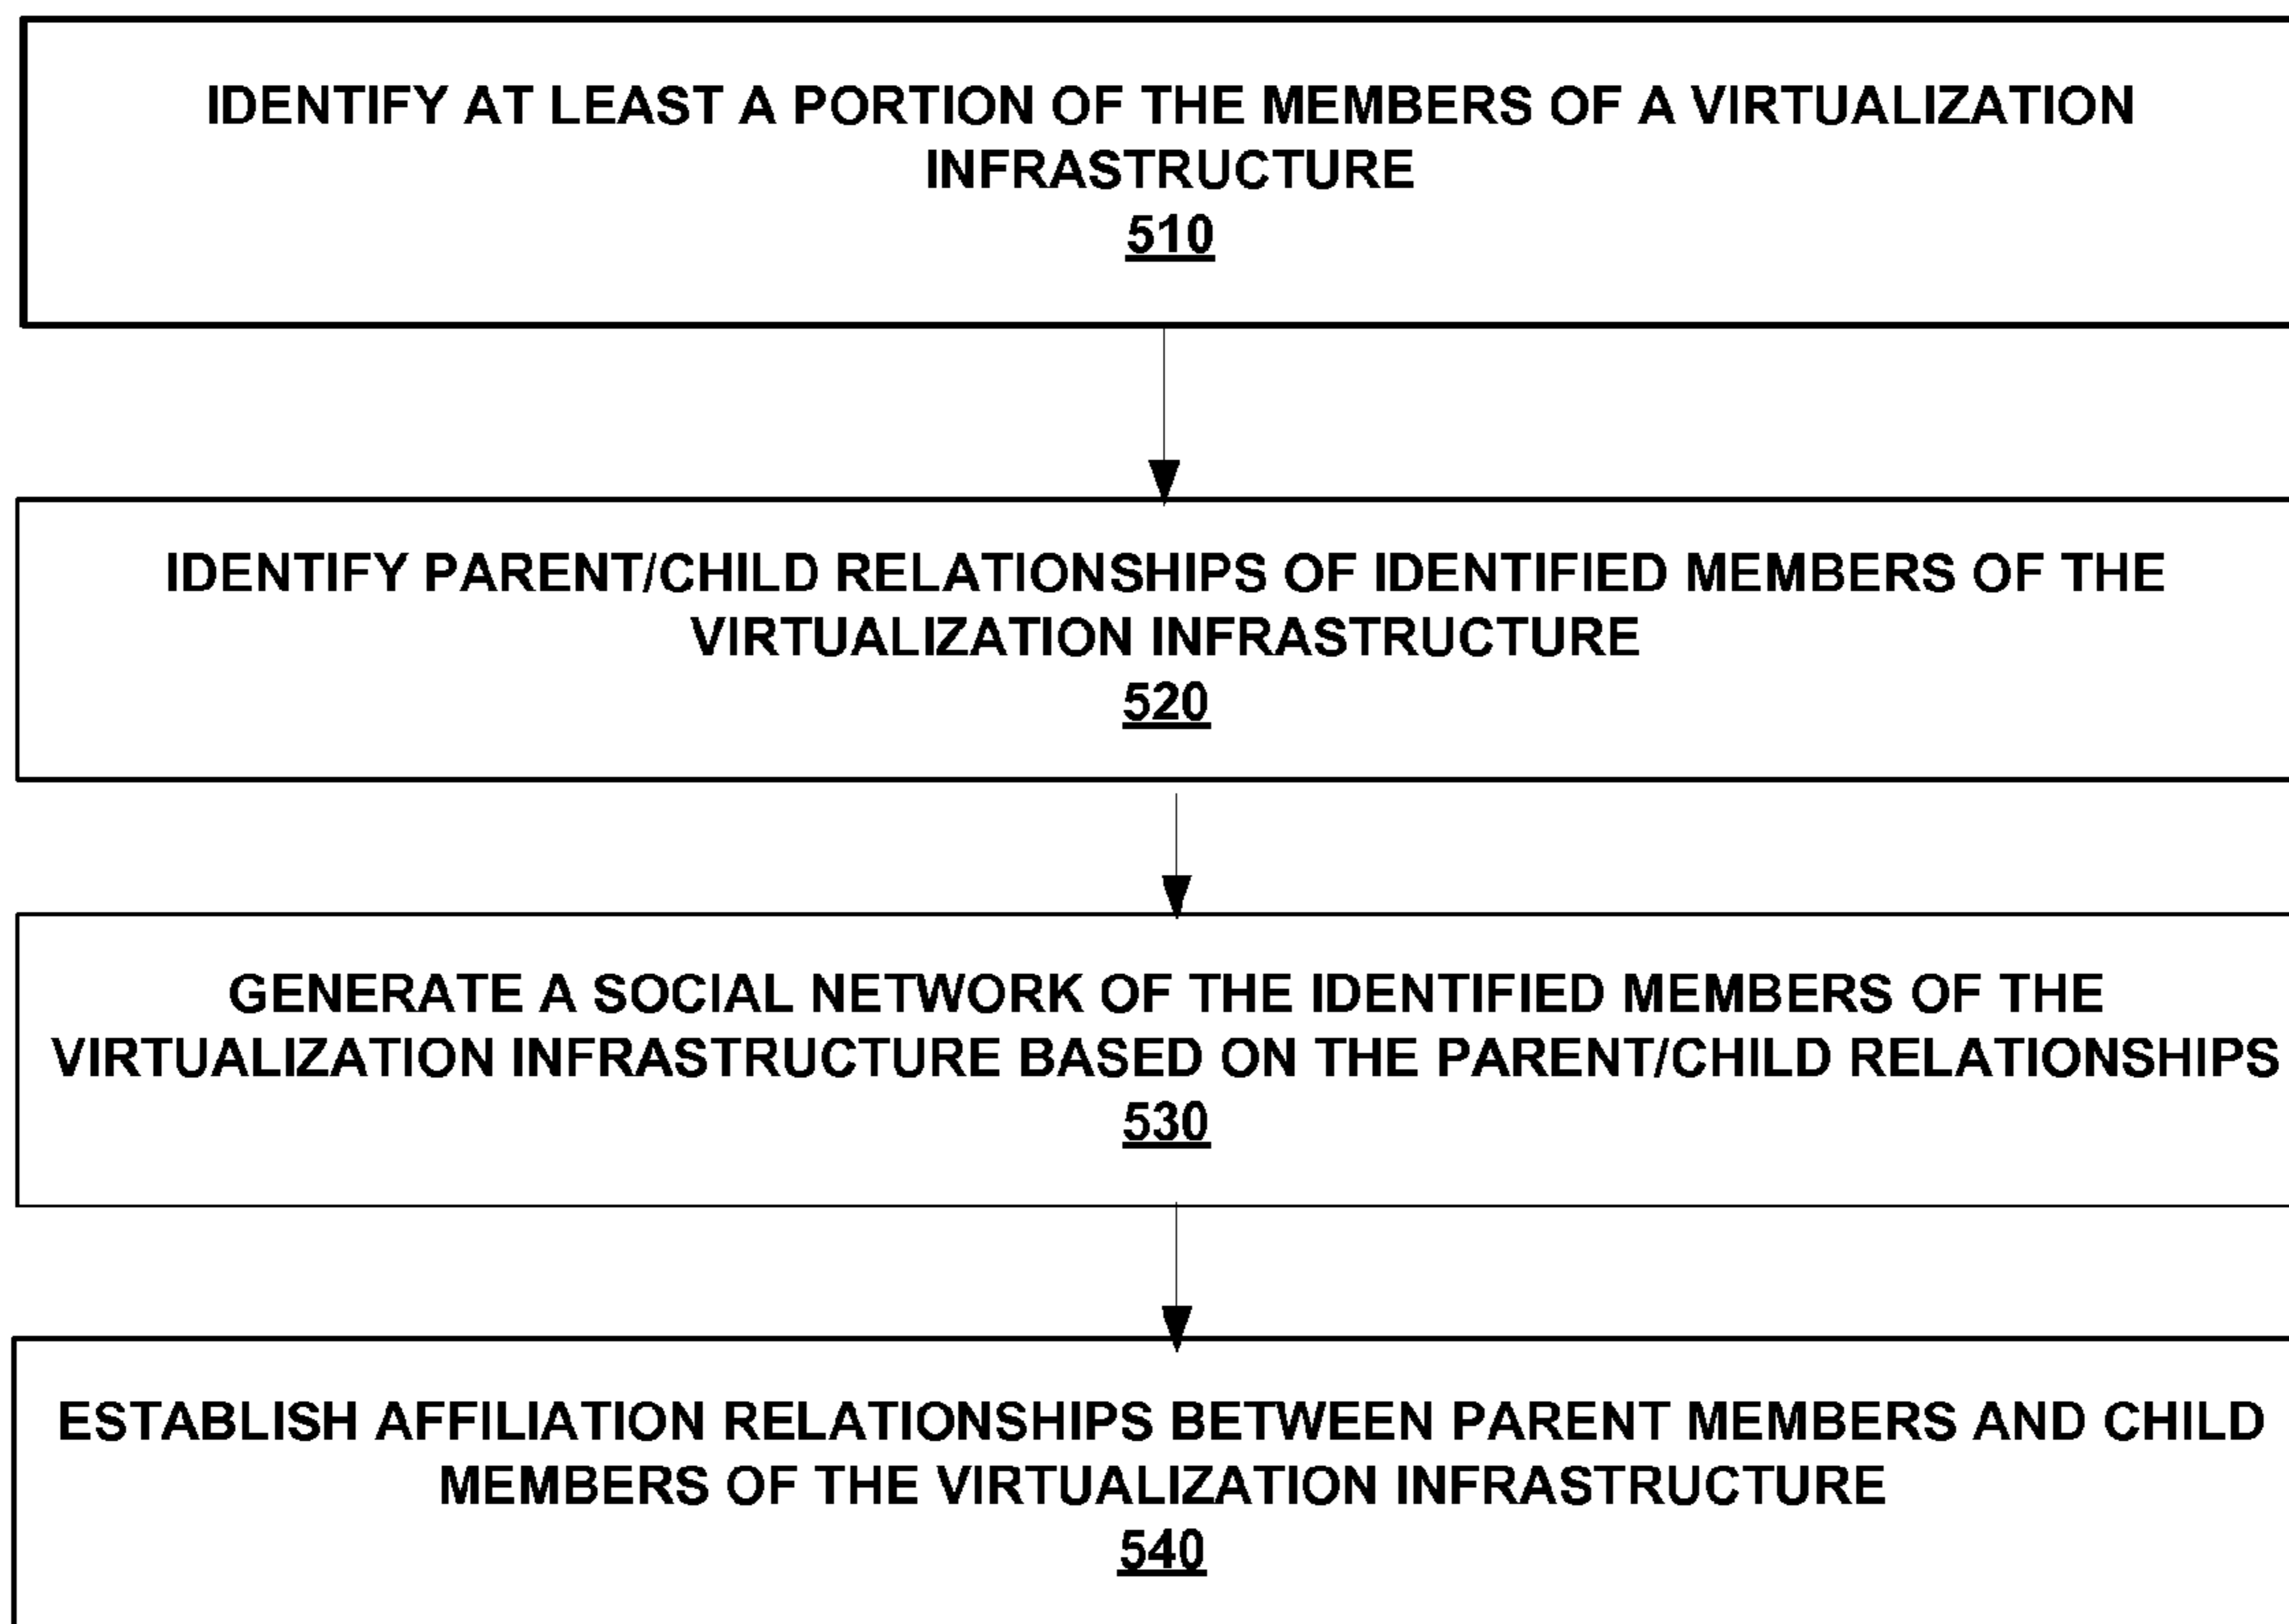 IDENTIFY AT LEAST A PORTION OF THE MEMBERS OF A VIRTUALIZATION
INFRASTRUCTURE
510
IDENTIFY PARENT/CHILD RELATIONSHIPS OF IDENTIFIED MEMBERS OF THE
VIRTUALIZATION INFRASTRUCTURE
520
GENERATE A SOCIAL NETWORK OF THE IDENTIFIED MEMBERS OF THE
VIRTUALIZATION INFRASTRUCTURE BASED ON THE PARENT/CHILD RELATIONSHIPS
530
ESTABLISH AFFILIATION RELATIONSHIPS BETWEEN PARENT MEMBERS AND CHILD
MEMBERS OF THE VIRTUALIZATION INFRASTRUCTURE
540